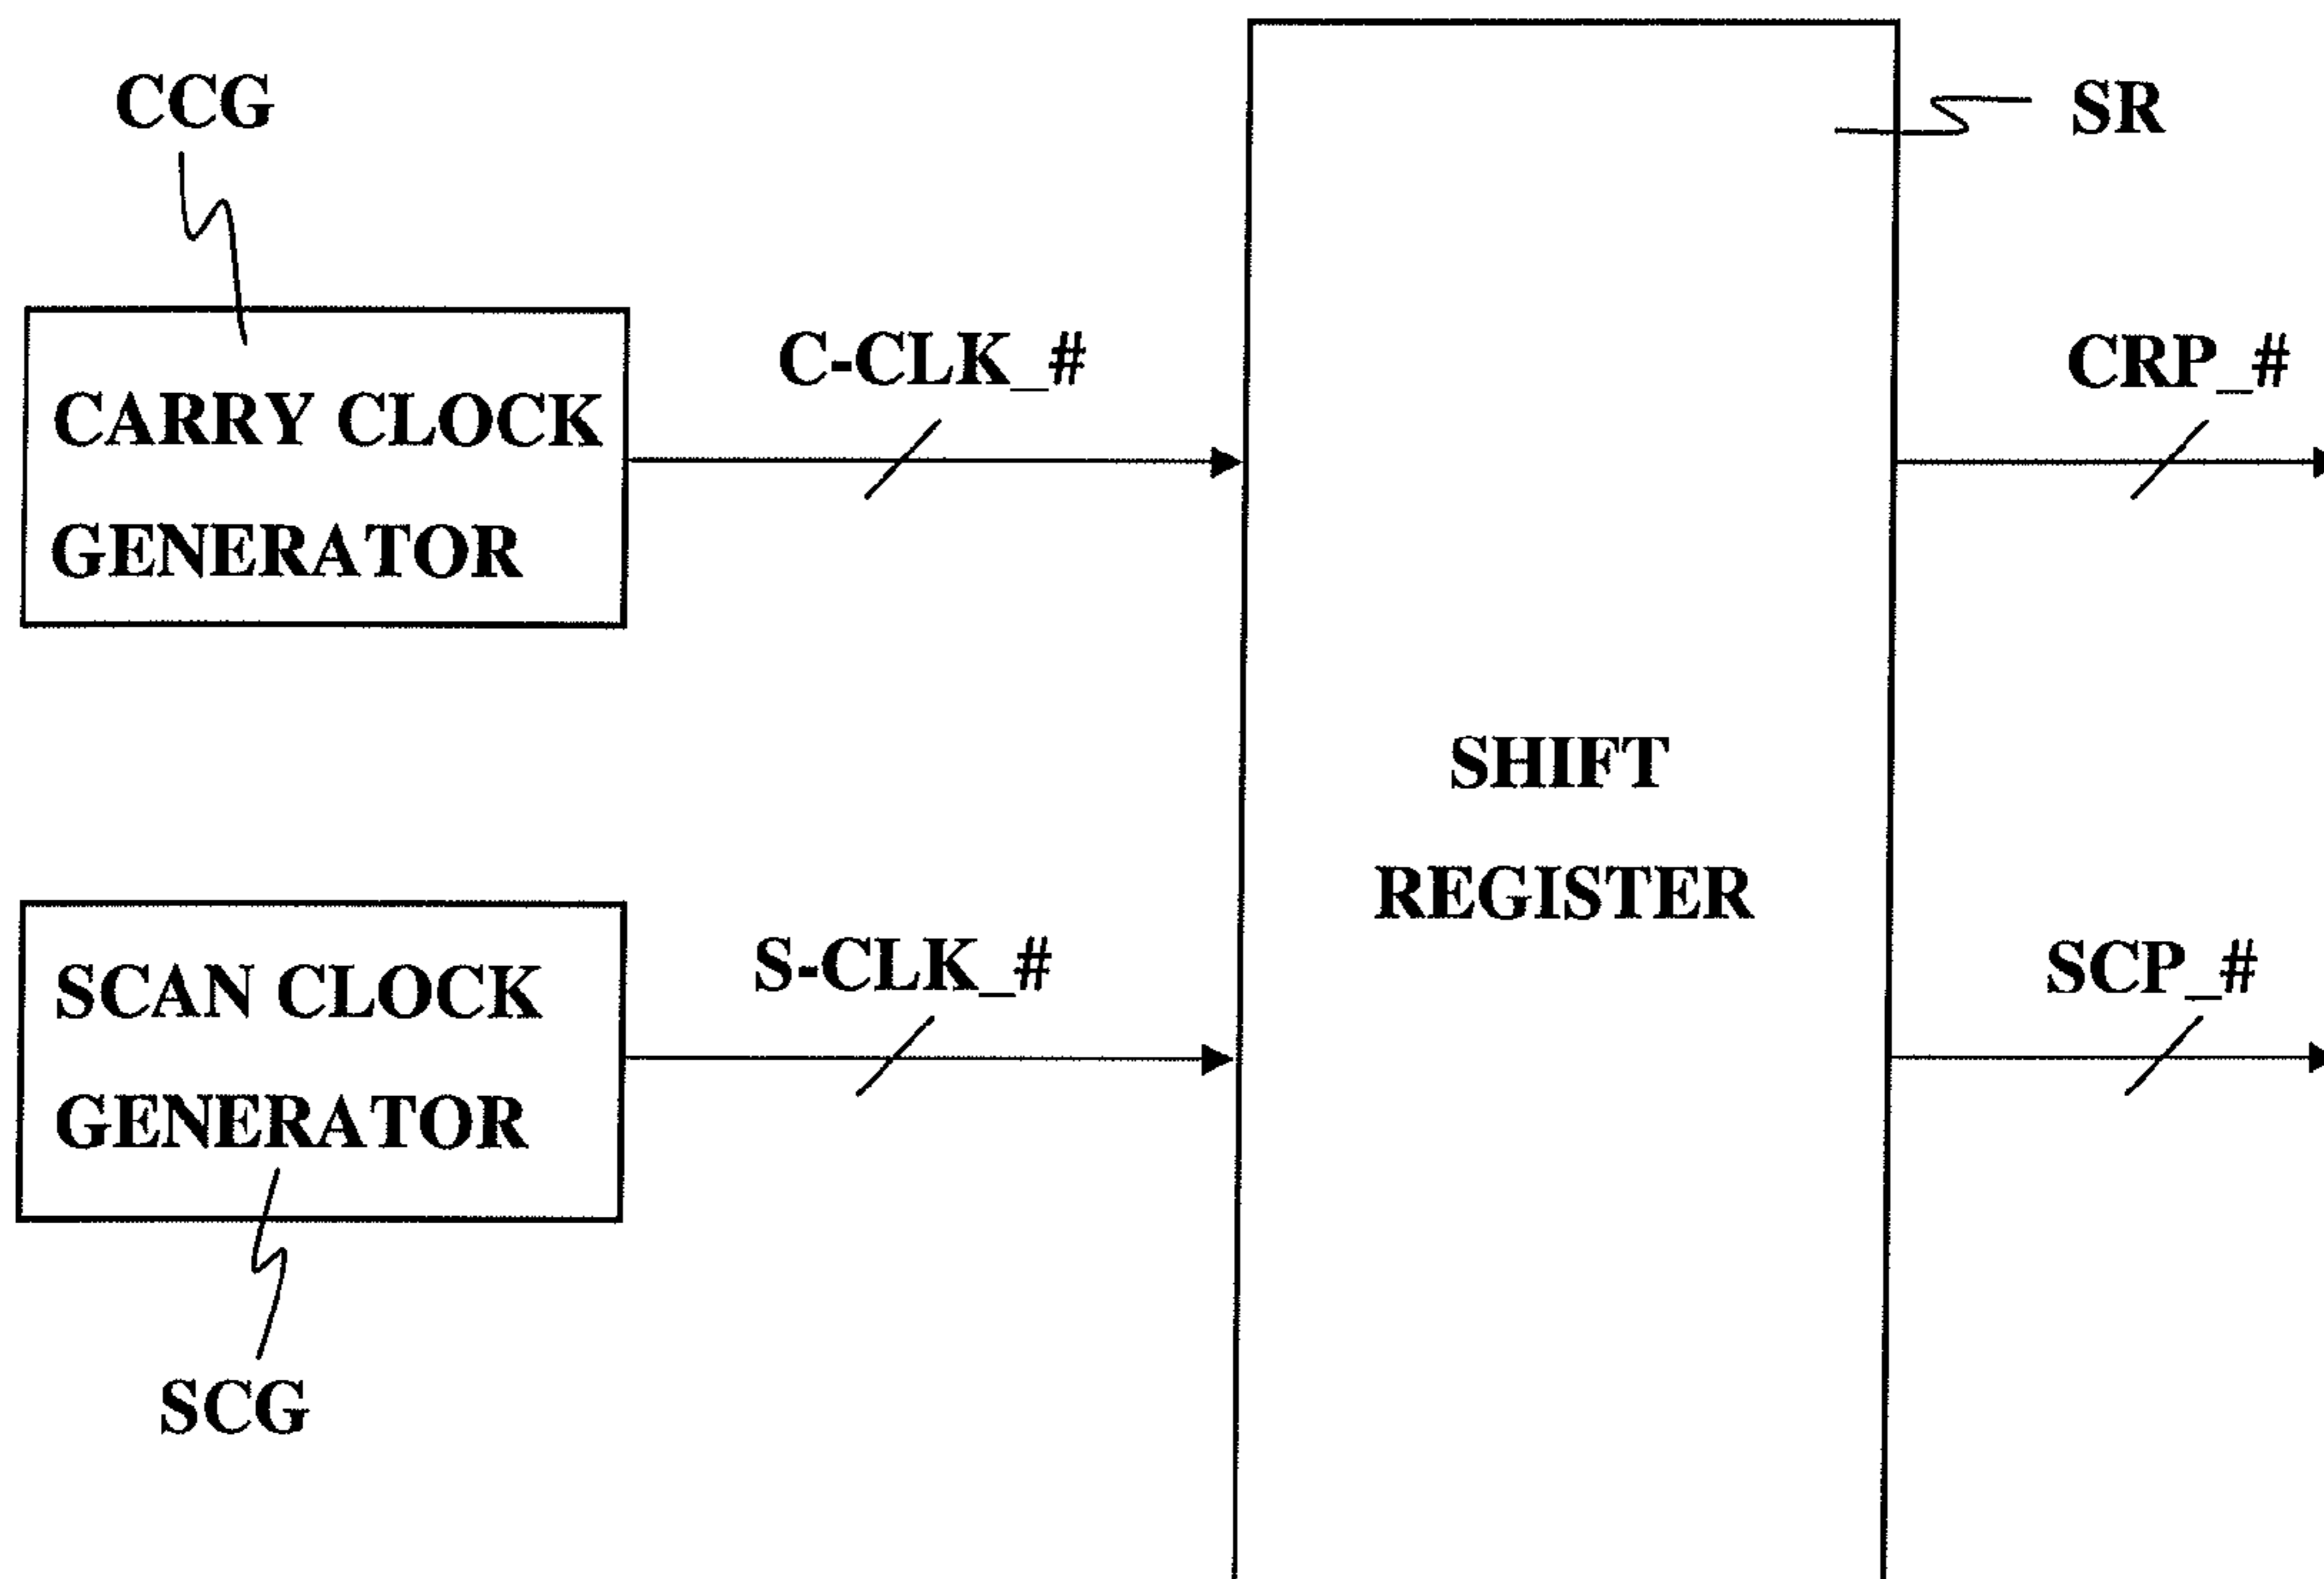 CCG
SR
CARRY CLOCK
GENERATOR
C-CLK_#
CRP_#
SHIFT
REGISTER
SCAN CLOCK
GENERATOR
S-CLK_#
SCP_#
SCG